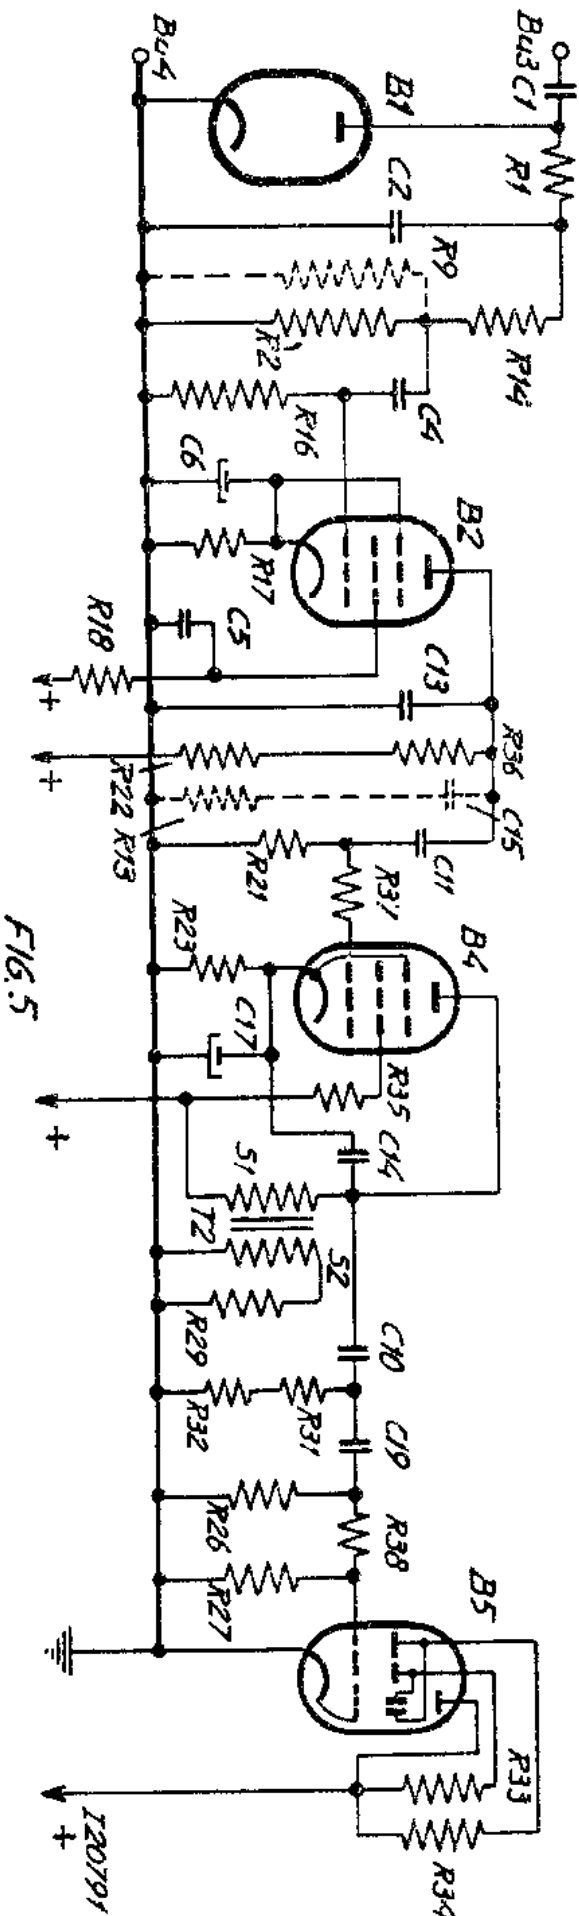 Bu3
C1
R1
R14
B1
C2
R9
R2
C4
R16
B2
C6
R17
C5
R18
+
C13
R36
+
R22
R13
C15
C11
R21
R37
B4
R23
C17
R35
+
C14
S1
T2
S2
R29
C10
R31
R32
C19
R26
R38
R27
B5
R33
R34
+
I20791
Bu4
FIG.5